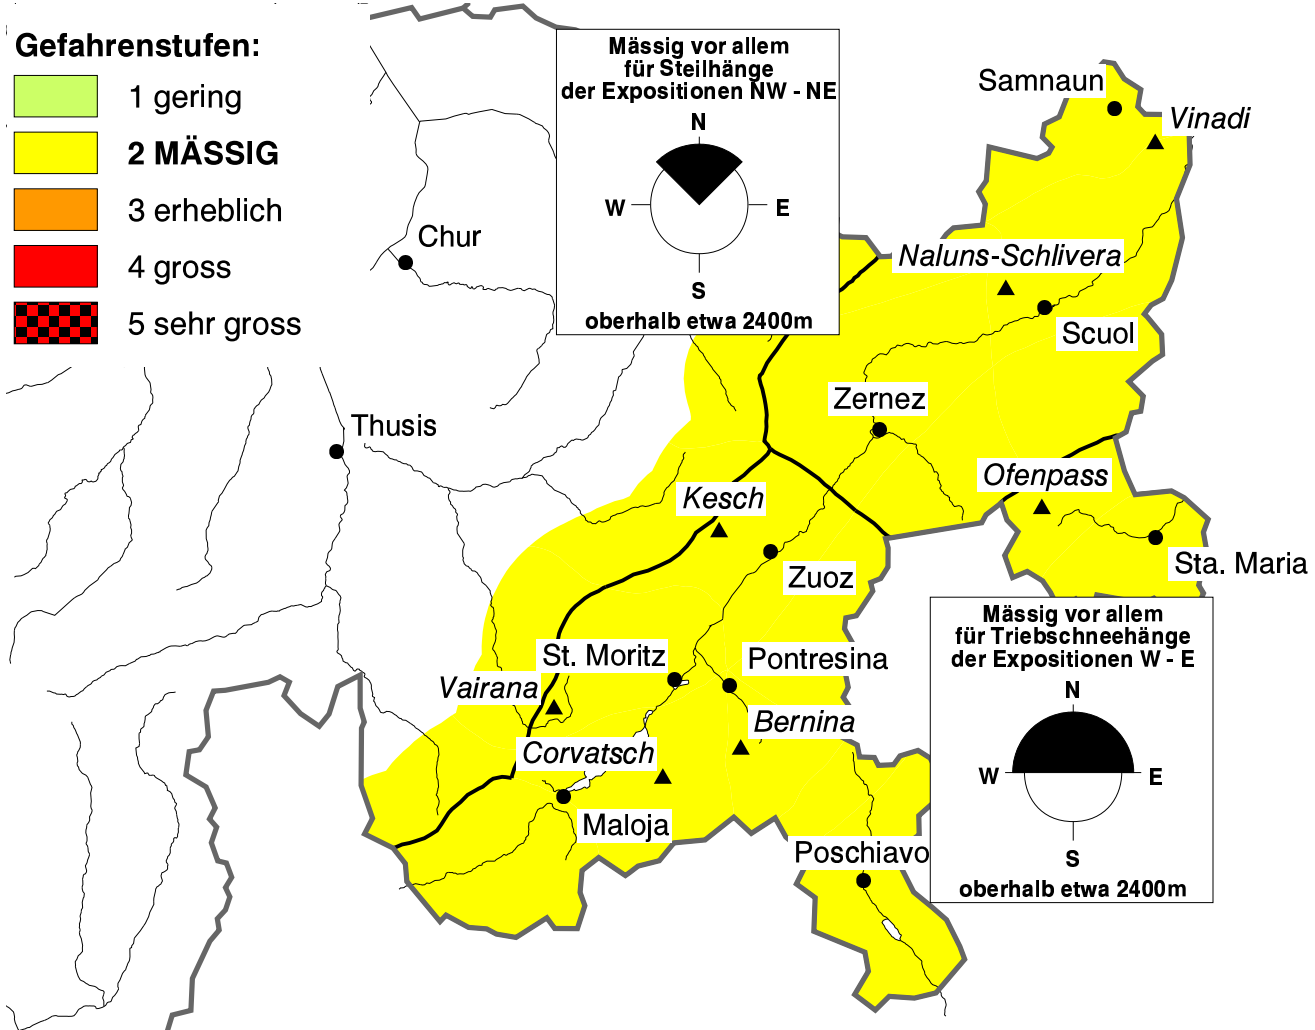 Gefahrenstufen:
1 gering
2 MÄSSIG
3 erheblich
4 gross
5 sehr gross
Mässig vor allem
für Steilhänge
der Expositionen NW - NE
N
W
E
S
oberhalb etwa 2400m
Samnaun
Vinadi
Chur
Naluns-Schlivera
Scuol
Zernez
Thusis
Ofenpass
Kesch
Sta. Maria
Zuoz
St. Moritz
Pontresina
Vairana
Bernina
Corvatsch
Maloja
Poschiavo
Mässig vor allem
für Triebschneehänge
der Expositionen W - E
N
W
E
S
oberhalb etwa 2400m